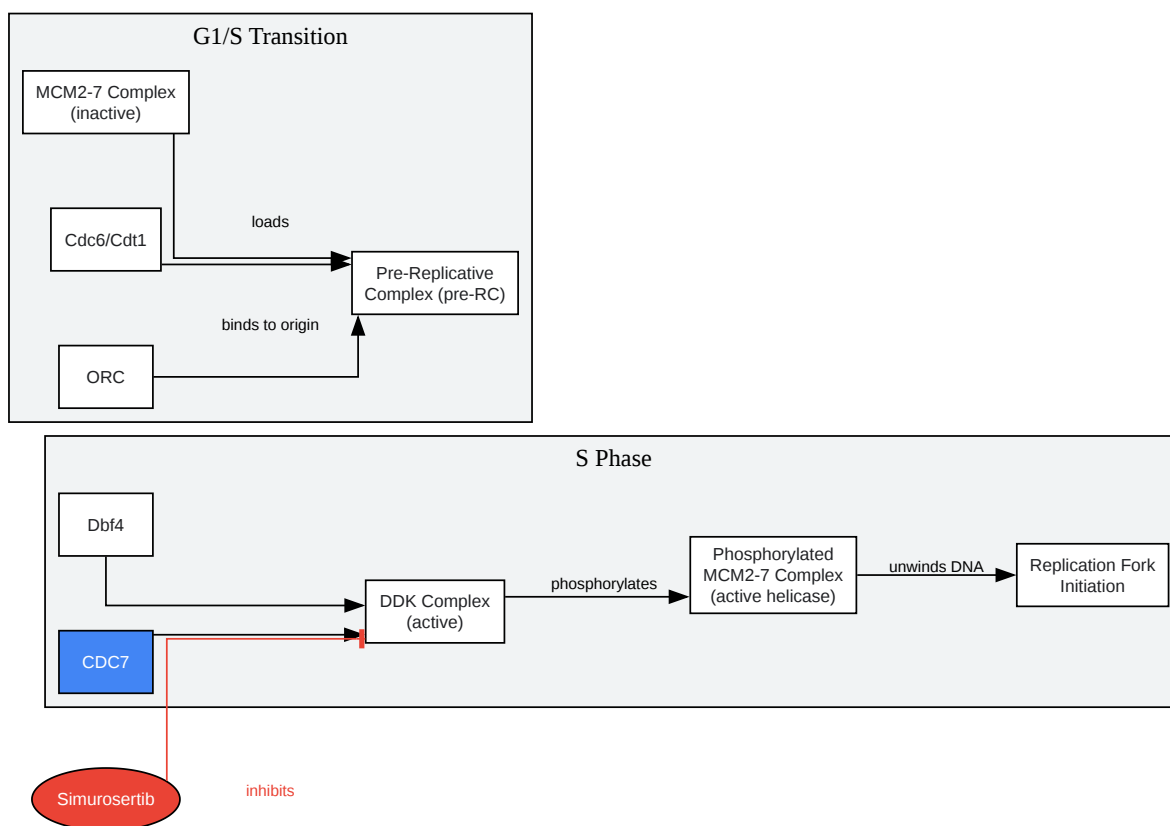 G1/S Transition
MCM2-7 Complex
(inactive)
Cdc6/Cdt1
loads
Pre-Replicative
Complex (pre-RC)
binds to origin
ORC
S Phase
Dbf4
CDC7
DDK Complex
(active)
phosphorylates
Phosphorylated
MCM2-7 Complex
(active helicase)
unwinds DNA
Replication Fork
Initiation
Simurosertib
inhibits